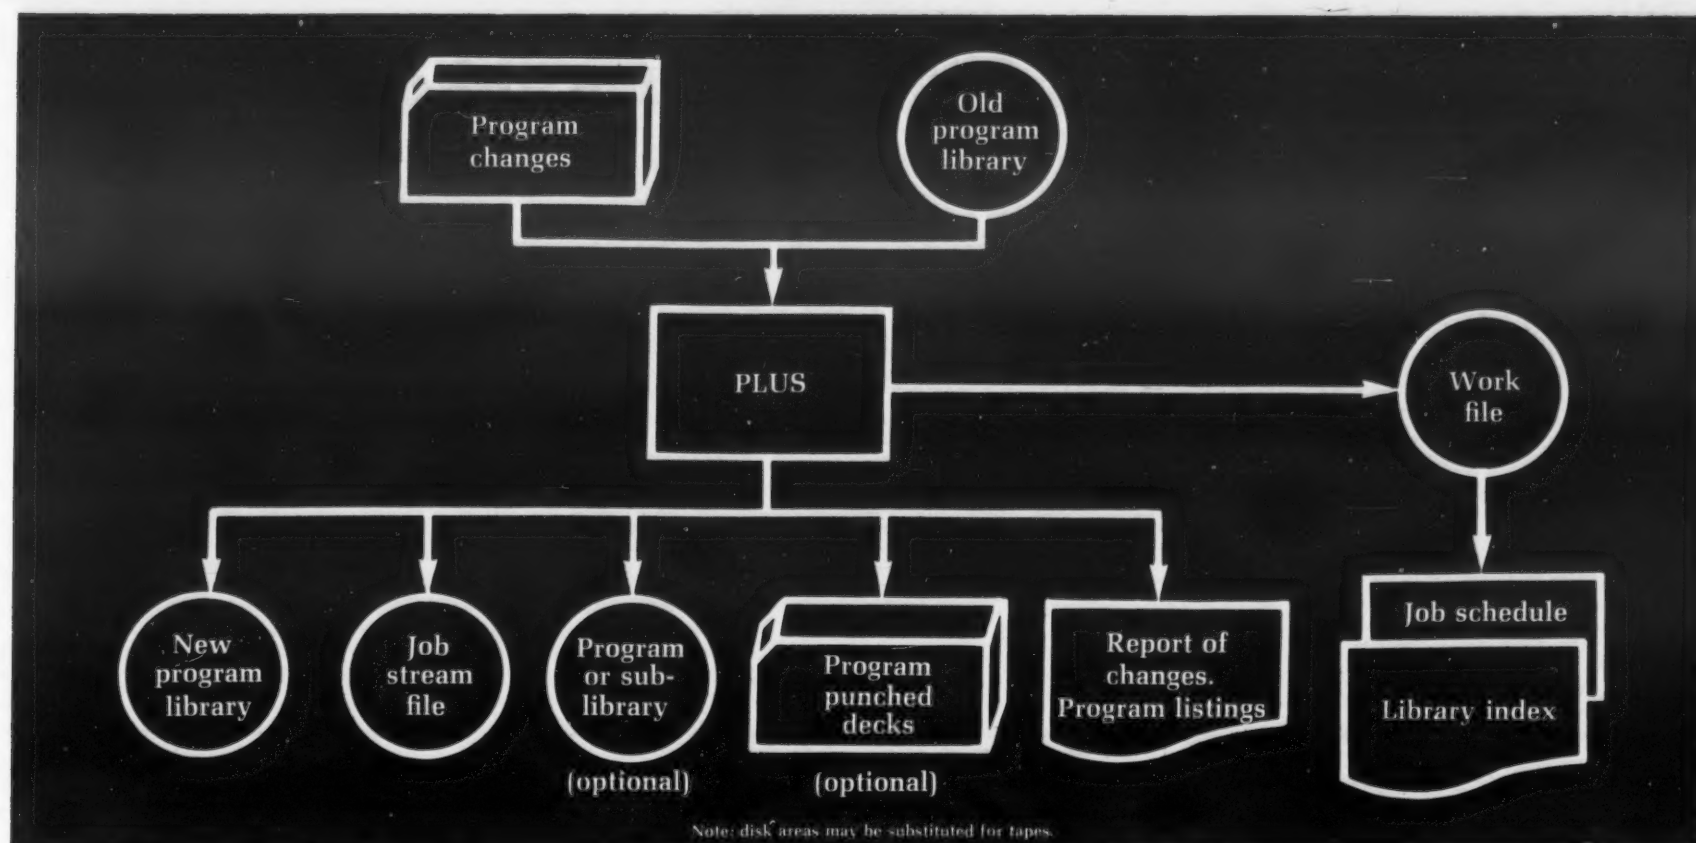 Program
changes
Old
program
library
PLUS
Work
file
New
program
library
Job
stream
file
Program
or sub-
library
(optional)
Program
punched
decks
(optional)
Report of
changes.
Program listings
Job schedule
Library index
Note: disk areas may be substituted for tapes.